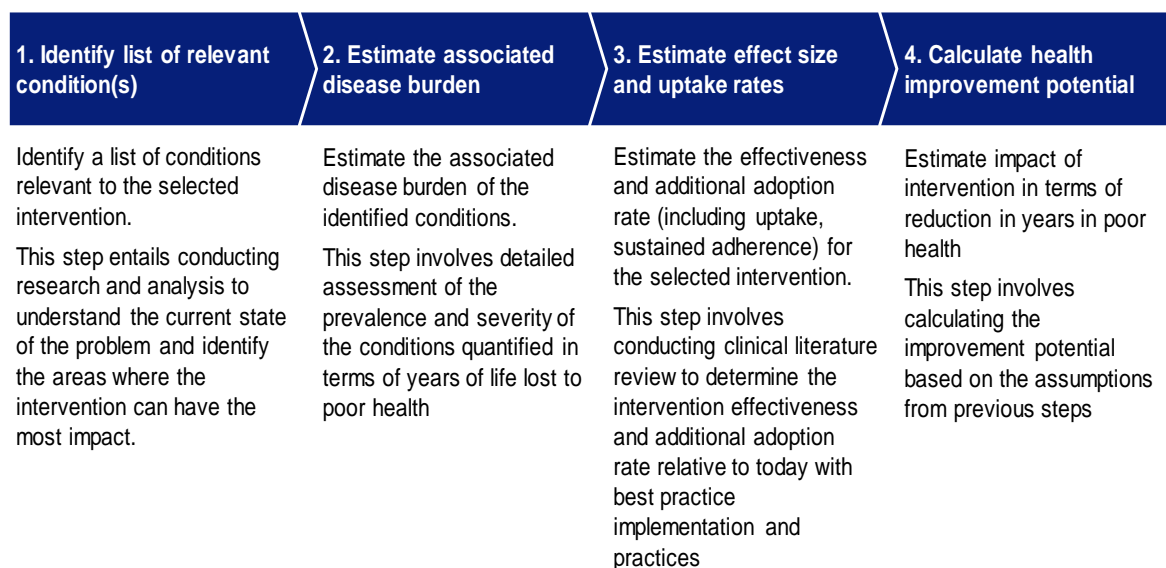 1. Identify list of relevant
condition(s)
2. Estimate associated
disease burden
3. Estimate effect size
and uptake rates
4. Calculate health
improvement potential
Identify a list of conditions
relevant to the selected
intervention.
This step entails conducting
research and analysis to
understand the current state
of the problem and identify
the areas where the
intervention can have the
most impact.
Estimate the associated
disease burden of the
identified conditions.
This step involves detailed
assessment of the
prevalence and severity of
the conditions quantified in
terms of years of life lost to
poor health
Estimate the effectiveness
and additional adoption
rate (including uptake,
sustained adherence) for
the selected intervention.
This step involves
conducting clinical literature
review to determine the
intervention effectiveness
and additional adoption
rate relative to today with
best practice
implementation and
practices
Estimate impact of
intervention in terms of
reduction in years in poor
health
This step involves
calculating the
improvement potential
based on the assumptions
from previous steps